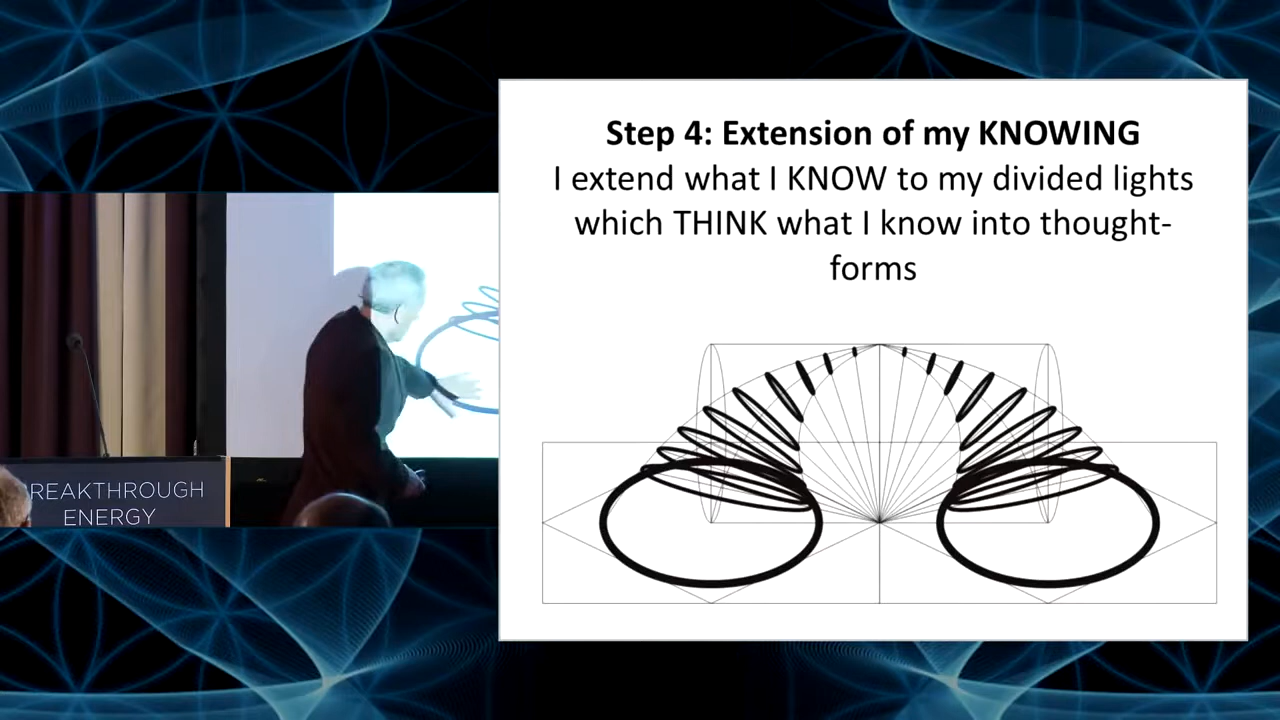 Step 4: Extension of my KNOWING
I extend what I KNOW to my divided lights
which THINK what I know into thought-
forms
REAKTHROUGH
ENERGY